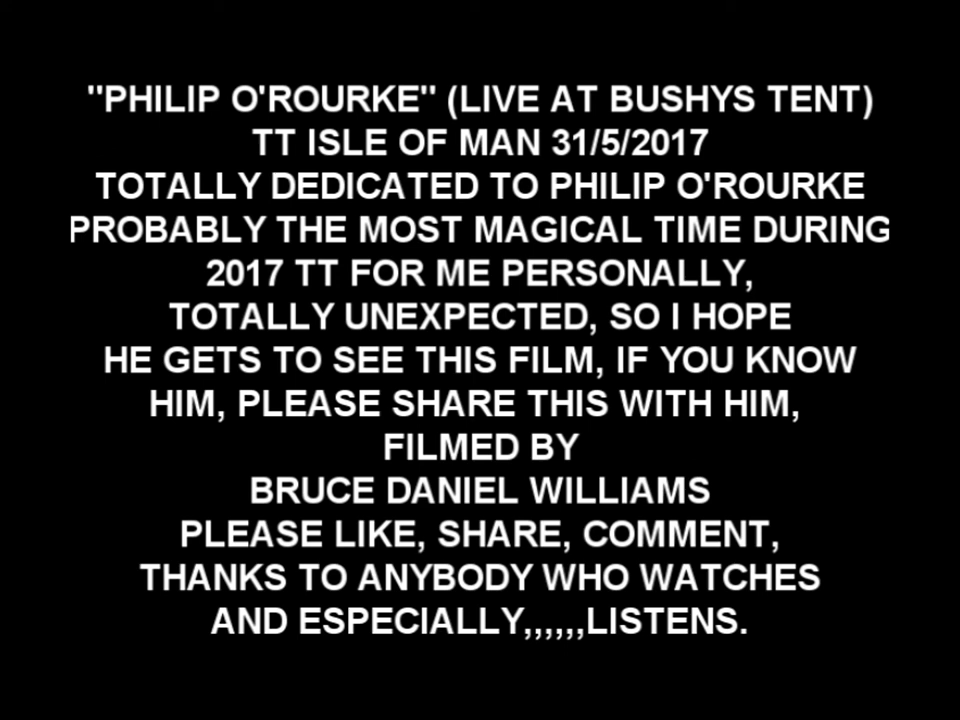 "PHILIP O'ROURKE" (LIVE AT BUSHYS TENT)
TT ISLE OF MAN 31/5/2017
TOTALLY DEDICATED TO PHILIP O'ROURKE
PROBABLY THE MOST MAGICAL TIME DURING
2017 TT FOR ME PERSONALLY,
TOTALLY UNEXPECTED, SO I HOPE
HE GETS TO SEE THIS FILM, IF YOU KNOW
HIM, PLEASE SHARE THIS WITH HIM,
FILMED BY
BRUCE DANIEL WILLIAMS
PLEASE LIKE, SHARE, COMMENT,
THANKS TO ANYBODY WHO WATCHES
AND ESPECIALLY,,,,,,LISTENS.